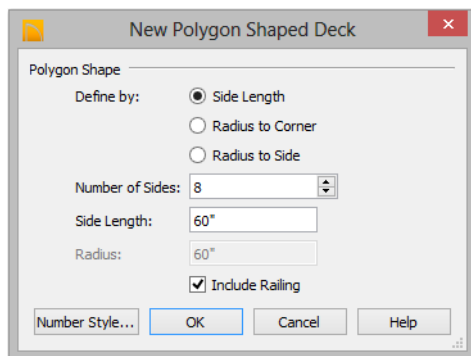 New Polygon Shaped Deck
Polygon Shape
Define by: Side Length
Radius to Corner
Radius to Side
Number of Sides: 8
Side Length: 60"
Radius: 60"
Include Railing
Number Style... OK Cancel Help